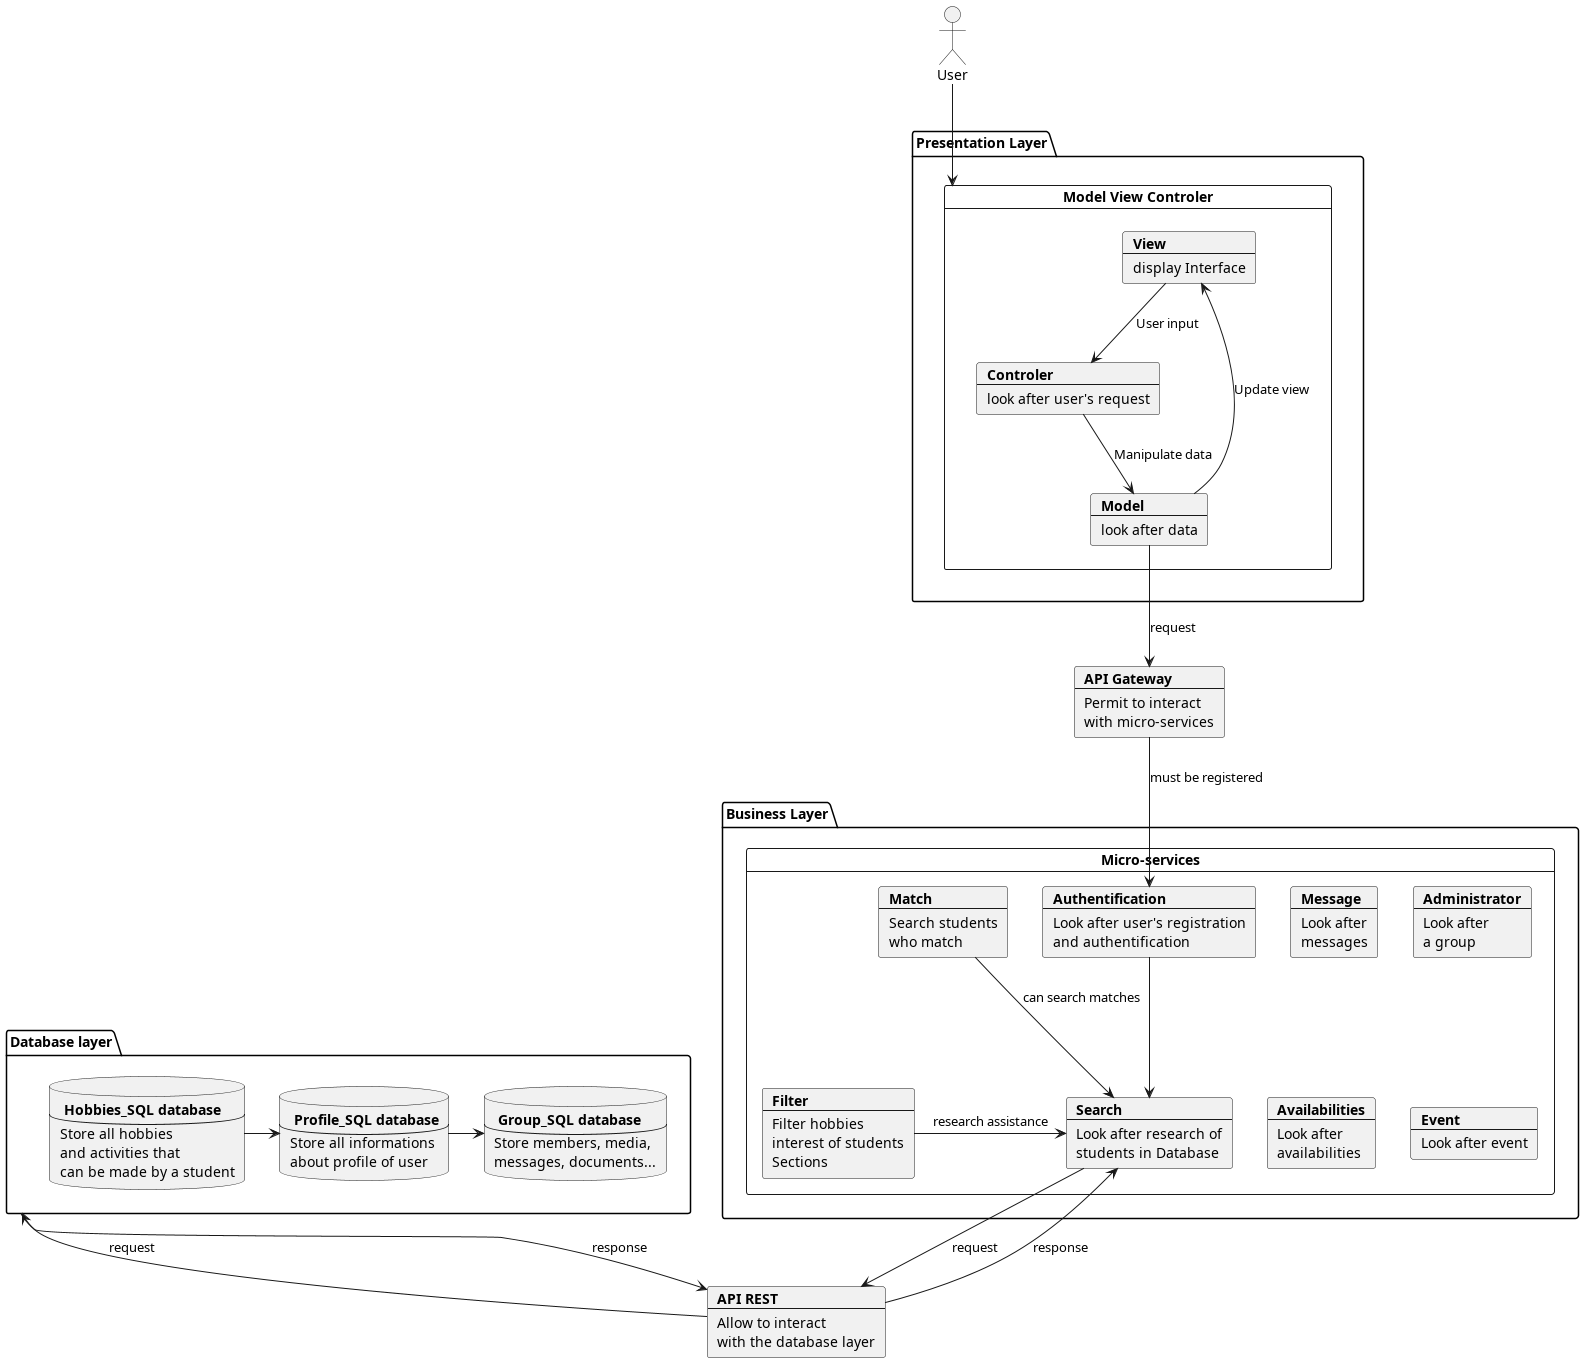 User
Presentation Layer
Model View Controler
View
display Interface
User input
Controler
look after user's request
Update view
Manipulate data
Model
look after data
request
API Gateway
Permit to interact
with micro-services
must be registered
Business Layer
Micro-services
Match
Search students
who match
Authentification
Look after user's registration
and authentification
Message
Look after
messages
Administrator
Look after
a group
can search matches
Database layer
Hobbies_SQL database
Store all hobbies
and activities that
can be made by a student
Profile_SQL database
Store all informations
about profile of user
Group_SQL database
Store members, media,
messages, documents...
Filter
Filter hobbies
interest of students
Sections
research assistance
Search
Look after research of
students in Database
Availabilities
Look after
availabilities
Event
Look after event
request
response
request
response
API REST
Allow to interact
with the database layer